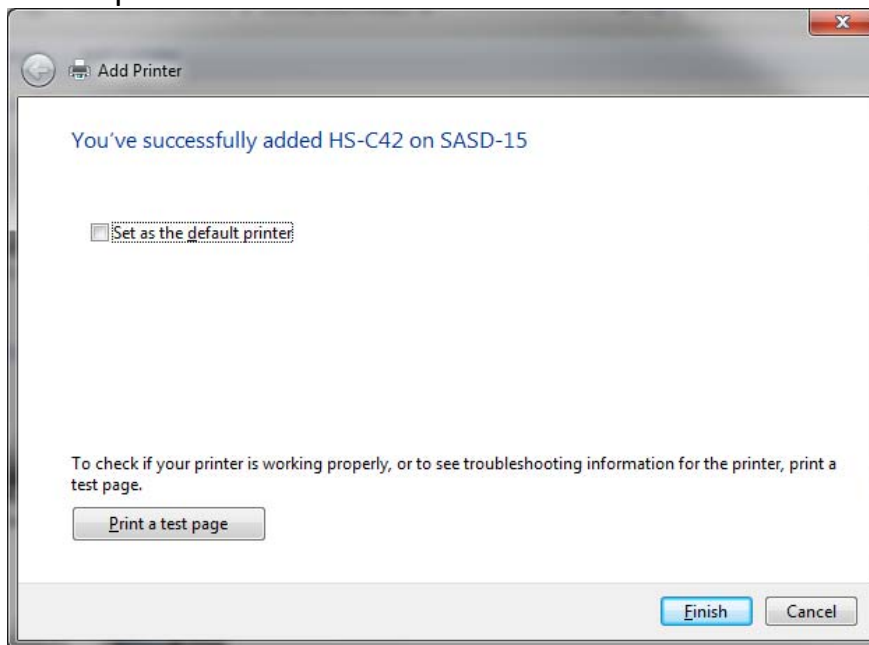 Add Printer
You've successfully added HS-C42 on SASD-15
Set as the default printer
To check if your printer is working properly, or to see troubleshooting information for the printer, print a
test page.
Print a test page
Finish
Cancel